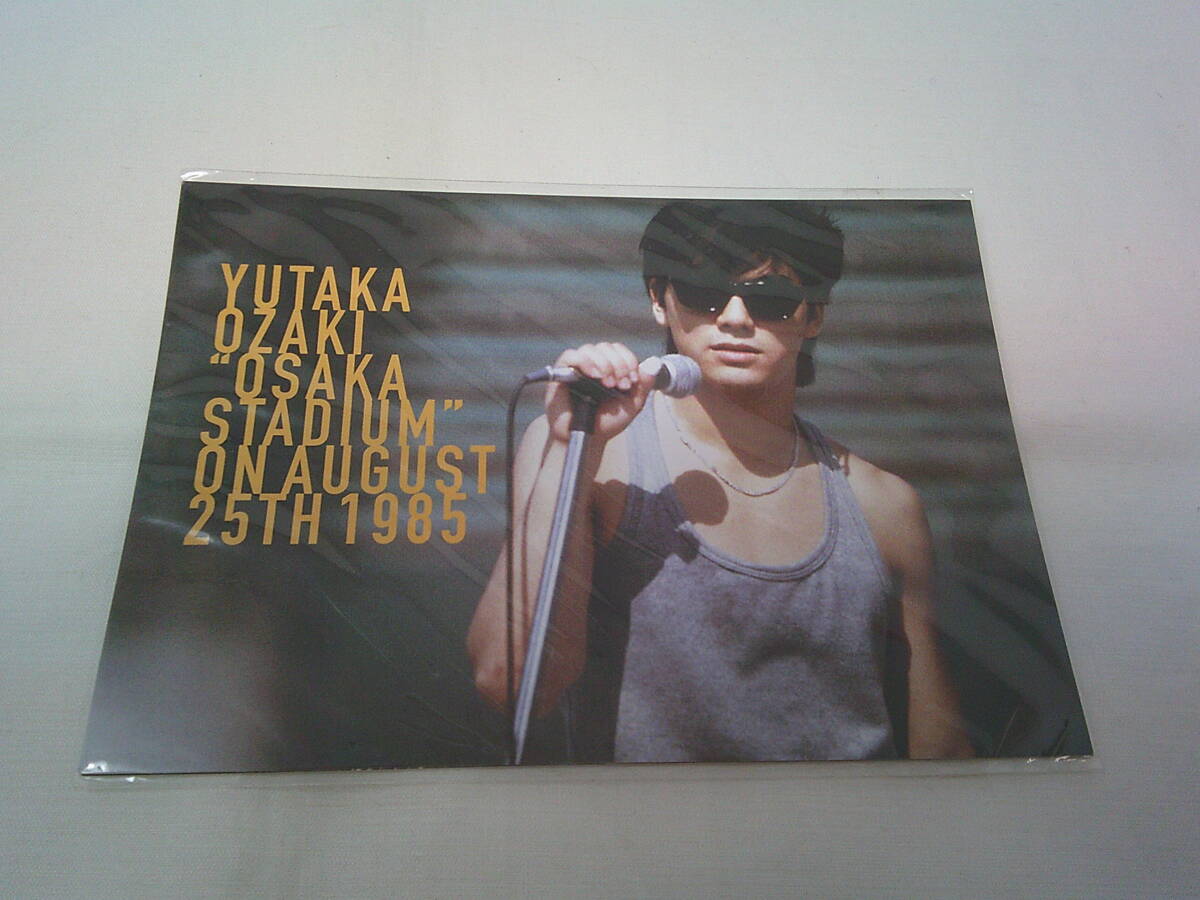 YUTAKA
OZAKI
“OSAKA
STADIUM”
ON AUGUST
25TH 1985